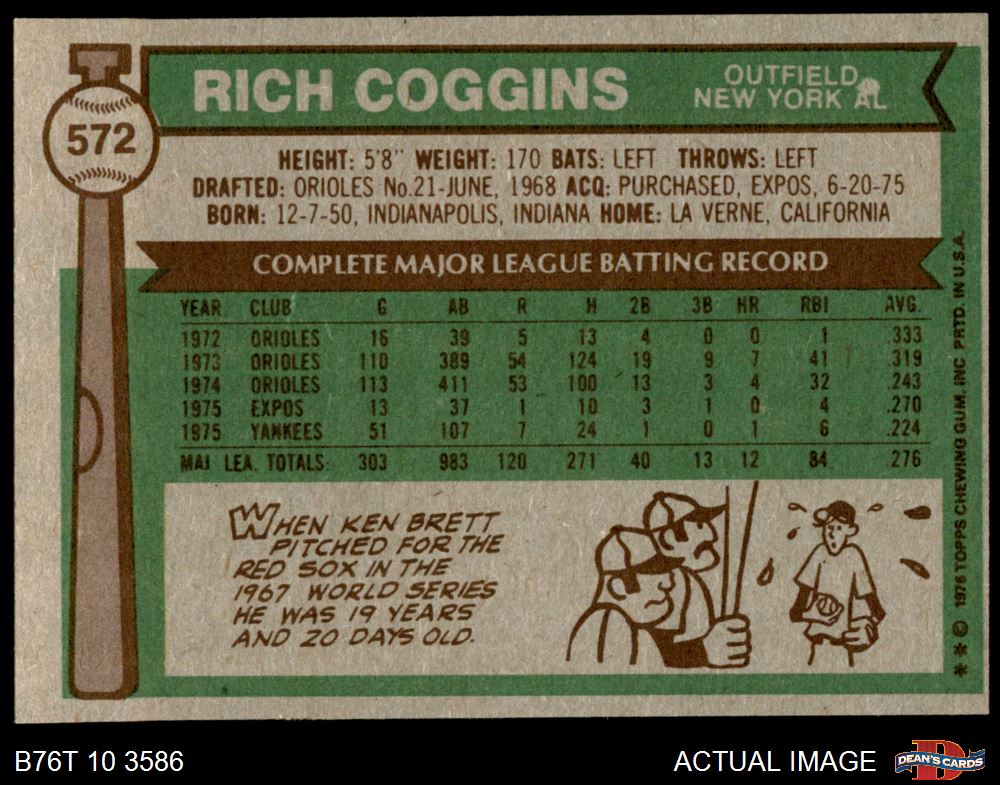 RICH COGGINS
OUTFIELD
NEW YORK AL
572
HEIGHT: 5'8" WEIGHT: 170 BATS: LEFT THROWS: LEFT
DRAFTED: ORIOLES No.21-JUNE, 1968 ACQ: PURCHASED, EXPOS, 6-20-75
BORN: 12-7-50, INDIANAPOLIS, INDIANA HOME: LA VERNE, CALIFORNIA
COMPLETE MAJOR LEAGUE BATTING RECORD
YEAR CLUB G AB R H 2B 3B HR RBI AVG.
1972 ORIOLES 16 39 5 13 4 0 0 1 .333
1973 ORIOLES 110 389 54 124 19 9 7 41 .319
1974 ORIOLES 113 411 53 100 13 3 4 32 .243
1975 EXPOS 13 37 1 10 3 1 0 4 .270
1975 YANKEES 51 107 7 24 1 0 1 6 .224
MAJ. LEA. TOTALS: 303 983 120 271 40 13 12 84 .276
WHEN KEN BRETT
PITCHED FOR THE
RED SOX IN THE
1967 WORLD SERIES
HE WAS 19 YEARS
AND 20 DAYS OLD.
* * © 1976 TOPPS CHEWING GUM, INC PRTD. IN U.S.A.
B76T 10 3586
ACTUAL IMAGE
D
DEAN'S CARDS